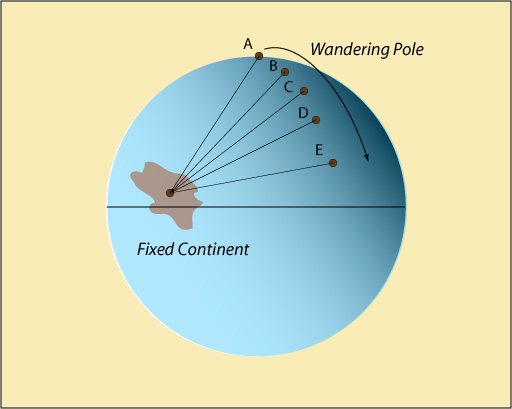 A
Wandering Pole
B
C
D
E
Fixed Continent